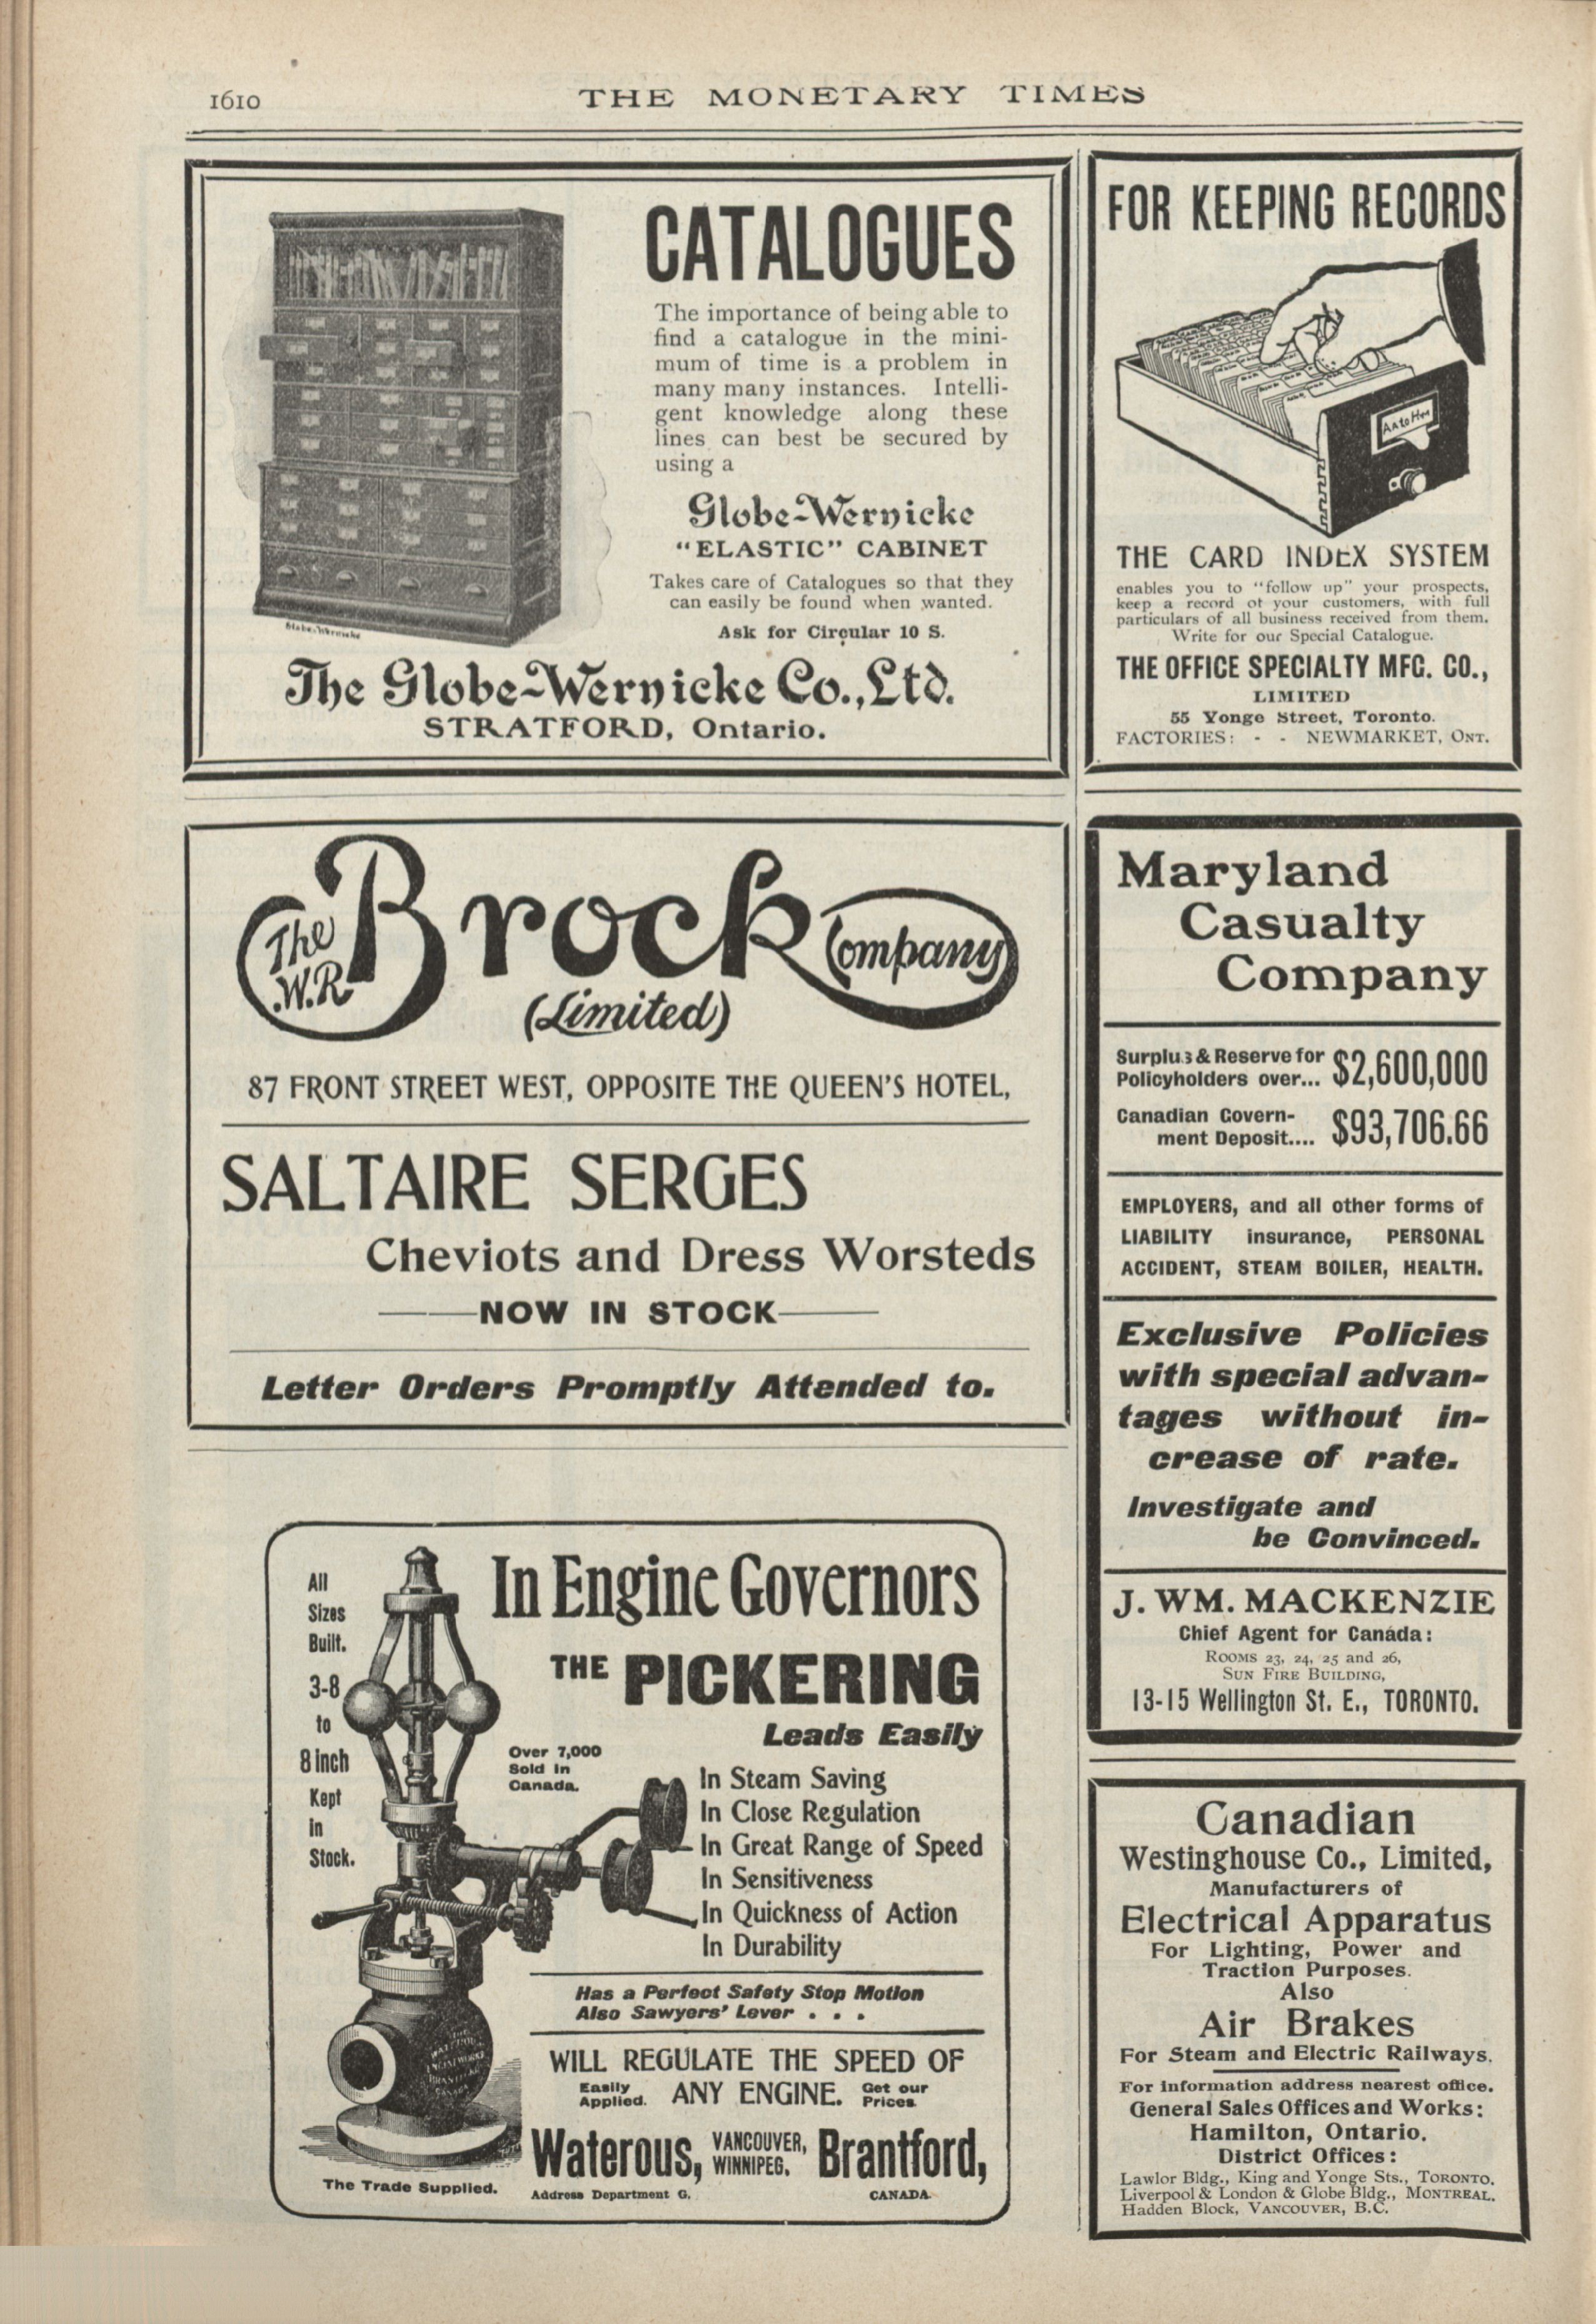 1610
THE MONETARY TIMES
CATALOGUES
The importance of being able to
find a catalogue in the mini-
mum of time is a problem in
many many instances. Intelli-
gent knowledge along these
lines can best be secured by
using a
Globe-Wernicke
"ELASTIC" CABINET
Takes care of Catalogues so that they
can easily be found when wanted.
Ask for Circular 10 S.
Globe-Wernicke
The Globe-Wernicke Co., Ltd.
STRATFORD, Ontario.
FOR KEEPING RECORDS
Aa to Hex
THE CARD INDEX SYSTEM
enables you to "follow up" your prospects,
keep a record of your customers, with full
particulars of all business received from them.
Write for our Special Catalogue.
THE OFFICE SPECIALTY MFG. CO.,
LIMITED
55 Yonge Street, Toronto.
FACTORIES: - - NEWMARKET, ONT.
The W.R. Brock Company
(Limited)
87 FRONT STREET WEST, OPPOSITE THE QUEEN'S HOTEL,
SALTAIRE SERGES
Cheviots and Dress Worsteds
NOW IN STOCK
Letter Orders Promptly Attended to.
Maryland
Casualty
Company
Surplus & Reserve for
Policyholders over... $2,600,000
Canadian Govern-
ment Deposit.... $93,706.66
EMPLOYERS, and all other forms of
LIABILITY insurance, PERSONAL
ACCIDENT, STEAM BOILER, HEALTH.
Exclusive Policies
with special advan-
tages without in-
crease of rate.
Investigate and
be Convinced.
J. WM. MACKENZIE
Chief Agent for Canada:
ROOMS 23, 24, 25 and 26,
SUN FIRE BUILDING,
13-15 Wellington St. E., TORONTO.
All
Sizes
Built.
3-8
to
8 inch
Kept
in
Stock.
In Engine Governors
THE PICKERING
Leads Easily
Over 7,000
Sold in
Canada.
In Steam Saving
In Close Regulation
In Great Range of Speed
In Sensitiveness
In Quickness of Action
In Durability
Has a Perfect Safety Stop Motion
Also Sawyers' Lever . . .
WILL REGULATE THE SPEED OF
Easily
Applied.
ANY ENGINE.
Get our
Prices
Waterous, VANCOUVER,
WINNIPEG. Brantford,
The Trade Supplied.
Address Department G.
CANADA.
Canadian
Westinghouse Co., Limited,
Manufacturers of
Electrical Apparatus
For Lighting, Power and
Traction Purposes.
Also
Air Brakes
For Steam and Electric Railways.
For information address nearest office.
General Sales Offices and Works:
Hamilton, Ontario.
District Offices:
Lawlor Bldg., King and Yonge Sts., TORONTO.
Liverpool & London & Globe Bldg., MONTREAL.
Hadden Block, VANCOUVER, B.C.